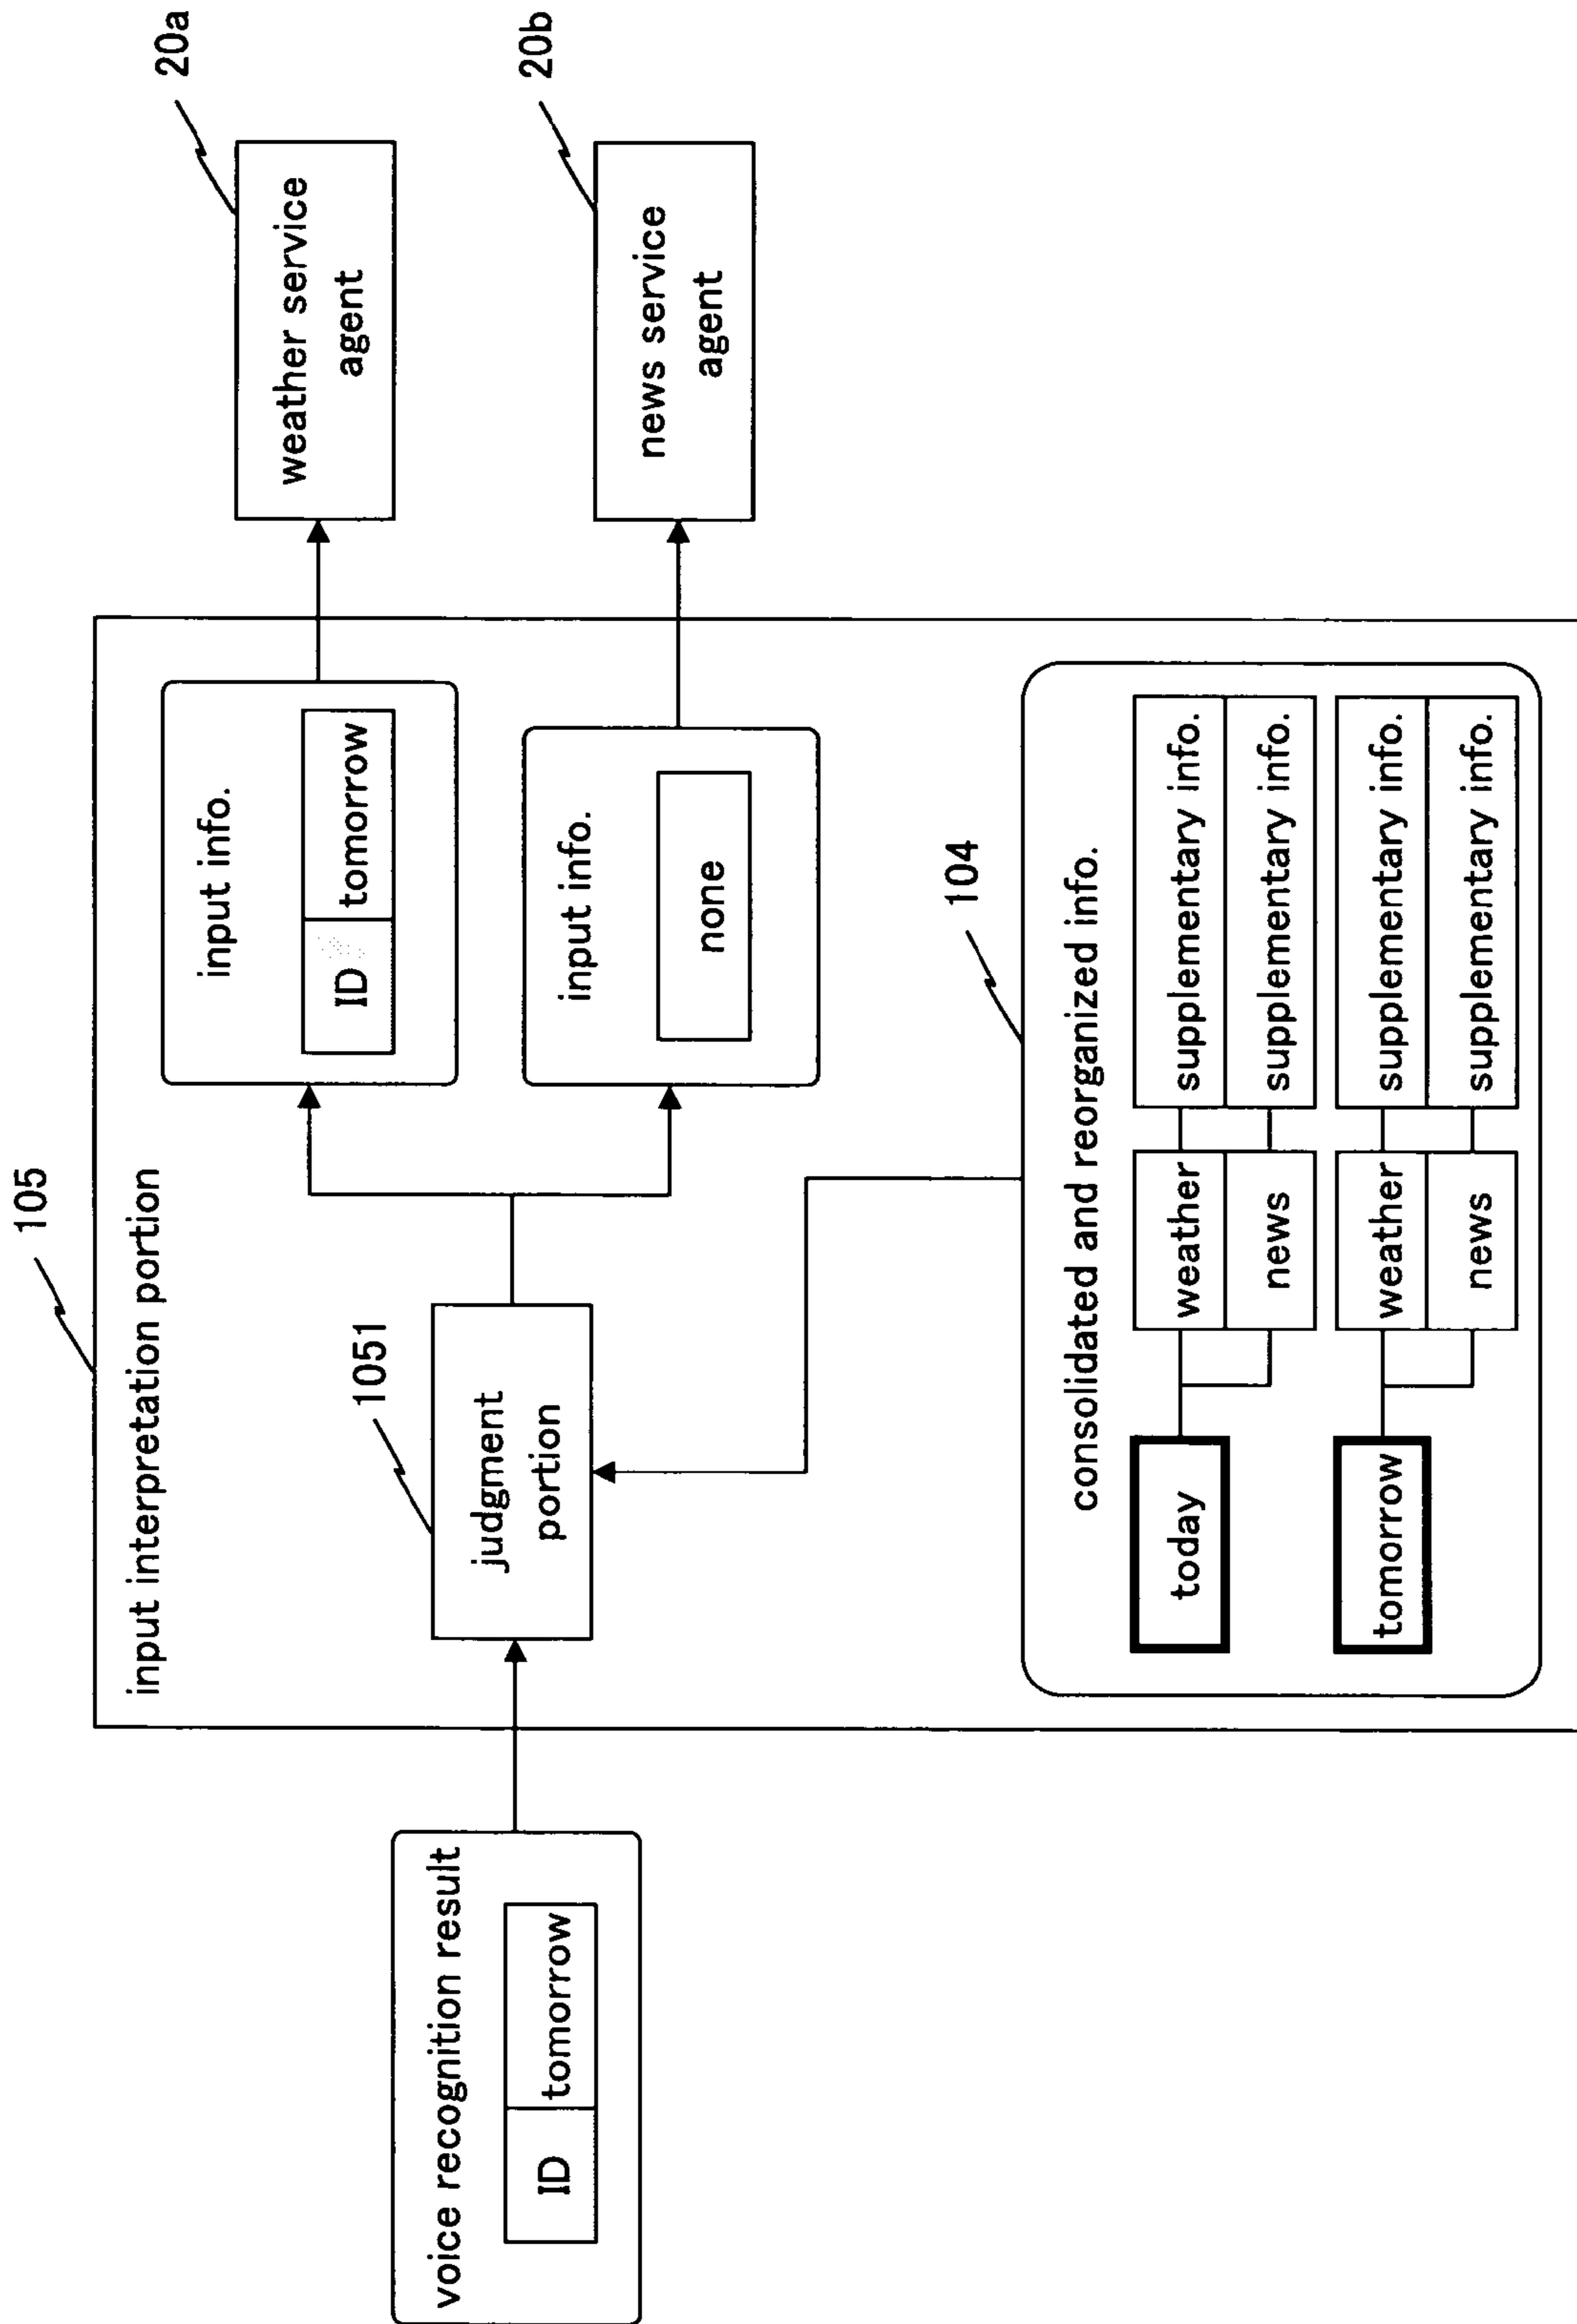 105
input interpretation portion
voice recognition result
ID tomorrow
1051
judgment
portion
input info.
ID tomorrow
input info.
none
20a
weather service
agent
20b
news service
agent
104
consolidated and reorganized info.
today weather supplementary info.
news supplementary info.
tomorrow weather supplementary info.
news supplementary info.